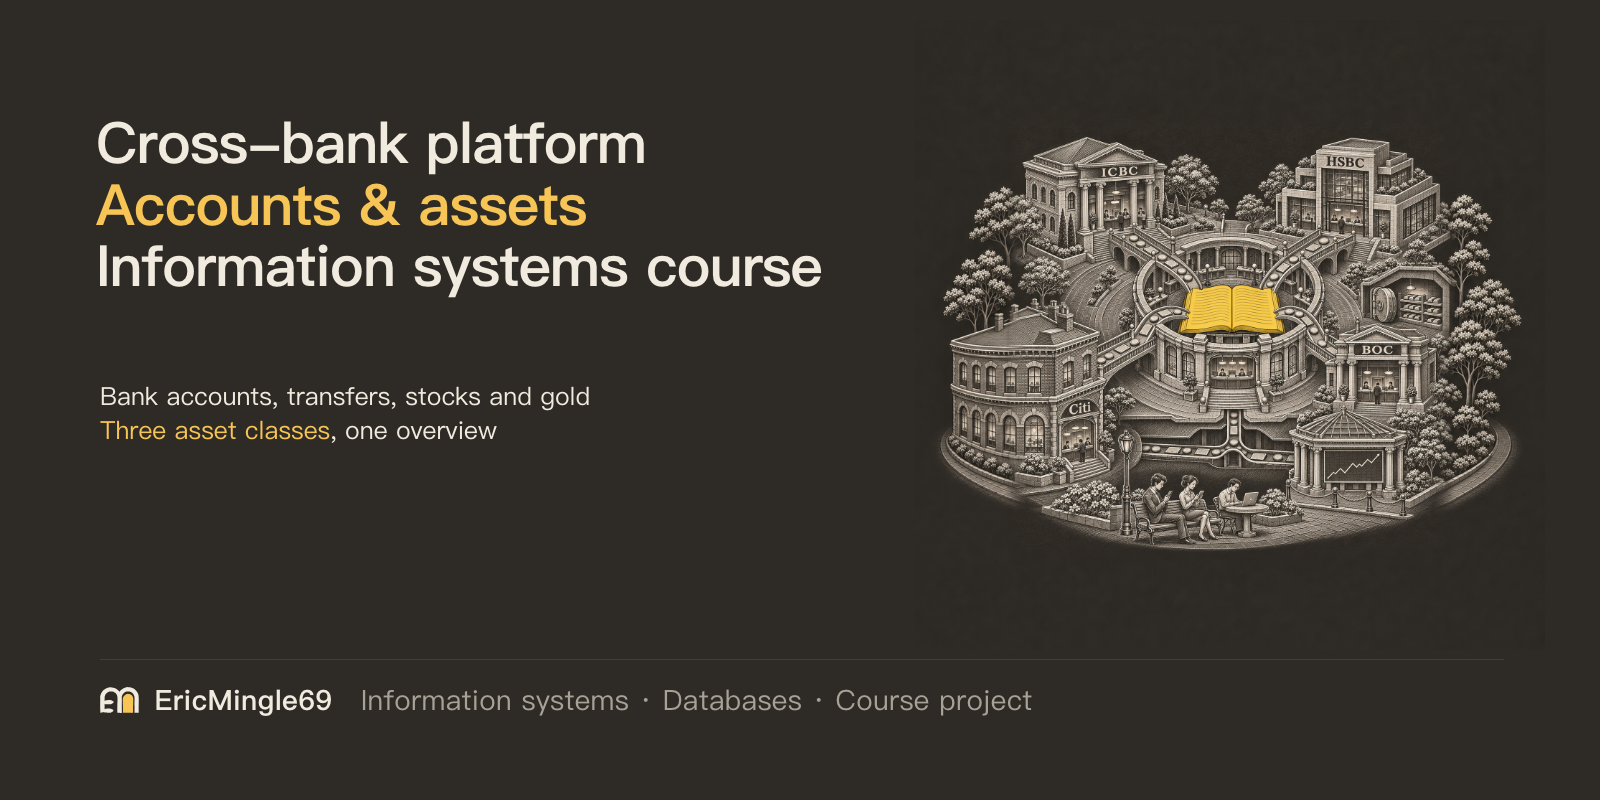 Cross–bank platform
Accounts & assets
Information systems course
Bank accounts, transfers, stocks and gold
Three asset classes, one overview
ICBC
HSBC
BOC
Citi
EricMingle69 Information systems · Databases · Course project